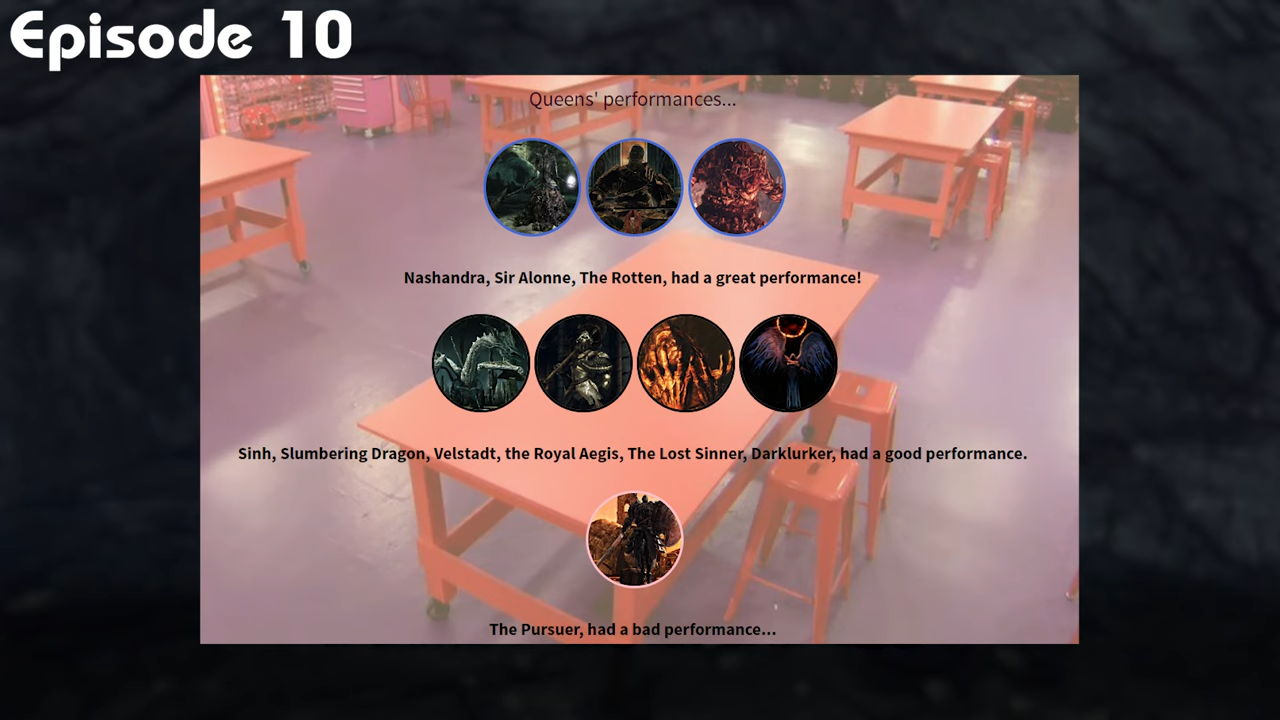 Episode 10
Queens' performances...
Nashandra, Sir Alonne, The Rotten, had a great performance!
Sinh, Slumbering Dragon, Velstadt, the Royal Aegis, The Lost Sinner, Darklurker, had a good performance.
The Pursuer, had a bad performance...